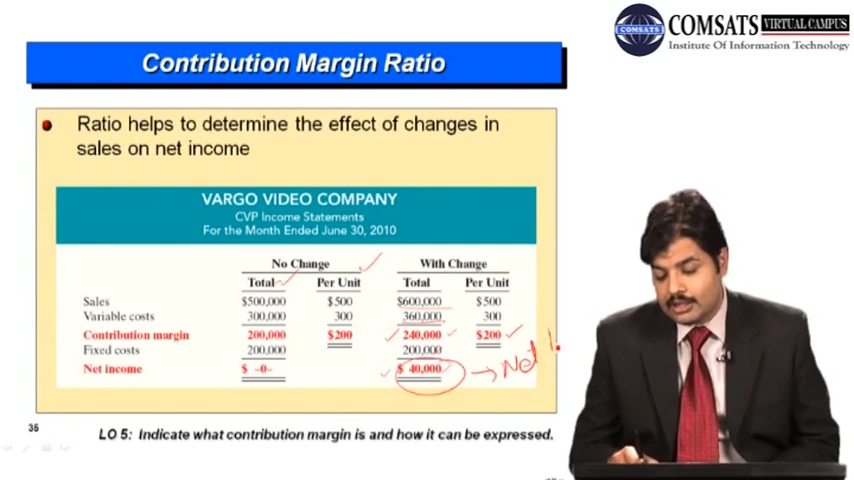 COMSATS VIRTUAL CAMPUS
COMSATS
Institute Of Information Technology
Contribution Margin Ratio
Ratio helps to determine the effect of changes in
sales on net income
VARGO VIDEO COMPANY
CVP Income Statements
For the Month Ended June 30, 2010
No Change With Change
Total Per Unit Total Per Unit
Sales $500,000 $500 $600,000 $500
Variable costs 300,000 300 360,000 300
Contribution margin 200,000 $200 240,000 $200
Fixed costs 200,000 200,000
Net income $ -0- $ 40,000
Net
35
LO 5: Indicate what contribution margin is and how it can be expressed.